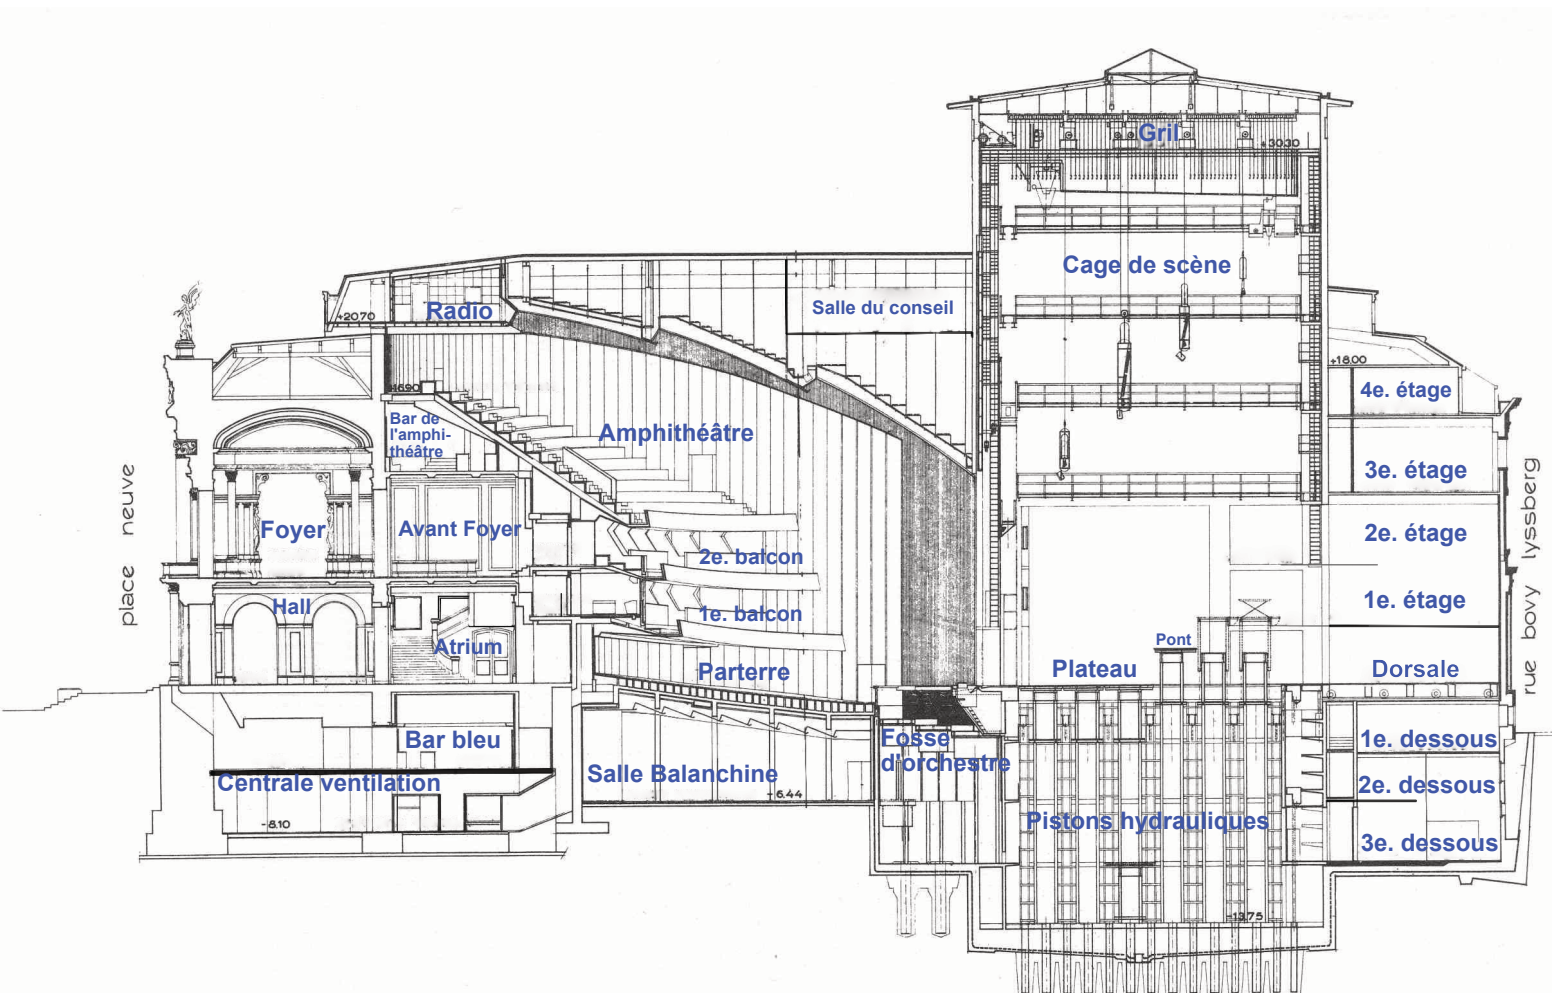 Gril
+30.30
Cage de scène
Radio
+20.70
Salle du conseil
+18.00
4e. étage
+16.90
Bar de
l'amphi-
théâtre
Amphithéâtre
3e. étage
place neuve
Foyer
Avant Foyer
2e. balcon
2e. étage
rue bovy lyssberg
Hall
1e. balcon
1e. étage
Atrium
Parterre
Pont
Plateau
Dorsale
Bar bleu
Fosse
d'orchestre
1e. dessous
Centrale ventilation
Salle Balanchine
- 6.44
2e. dessous
-8.10
Pistons hydrauliques
3e. dessous
-13.75